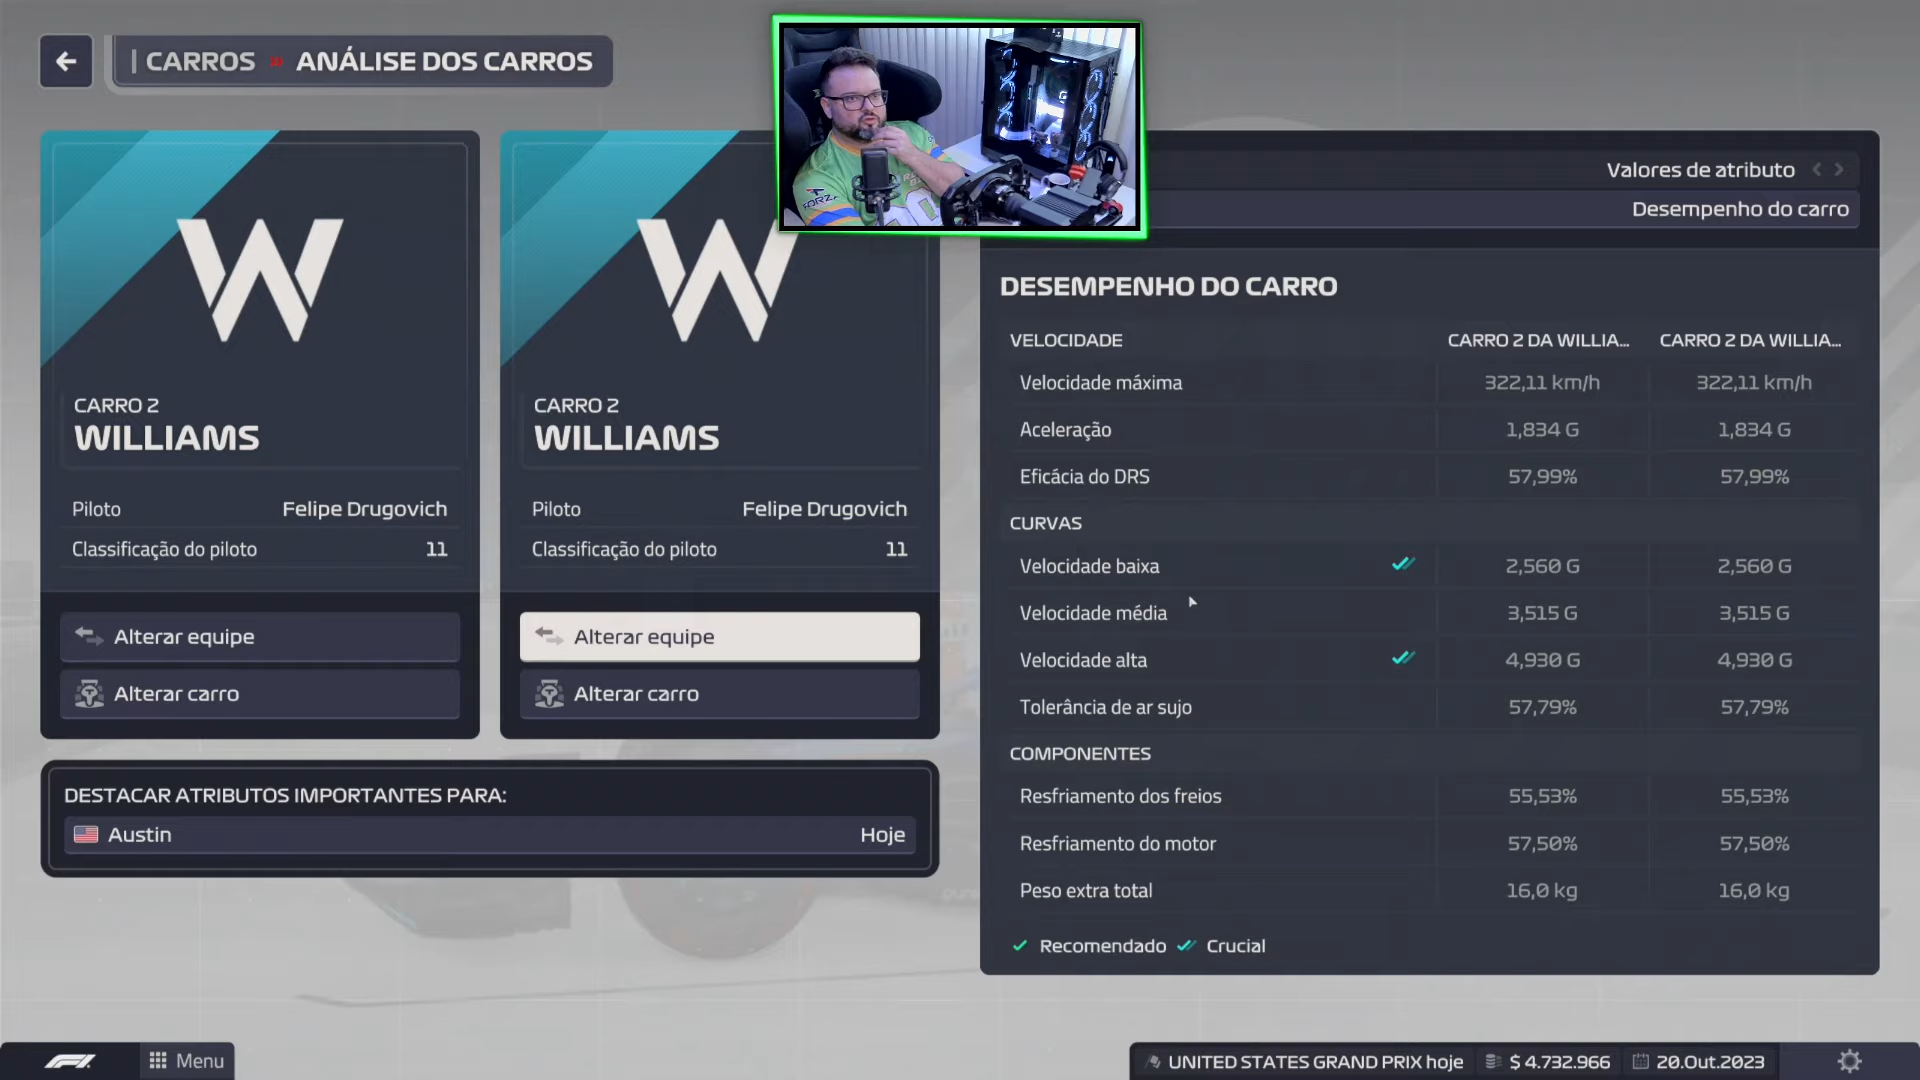 CARROS » ANÁLISE DOS CARROS
W
CARRO 2
WILLIAMS
Piloto Felipe Drugovich
Classificação do piloto 11
Alterar equipe
Alterar carro
W
CARRO 2
WILLIAMS
Piloto Felipe Drugovich
Classificação do piloto 11
Alterar equipe
Alterar carro
DESTACAR ATRIBUTOS IMPORTANTES PARA:
Austin Hoje
FORZA
Valores de atributo
Desempenho do carro
DESEMPENHO DO CARRO
VELOCIDADE CARRO 2 DA WILLIA... CARRO 2 DA WILLIA...
Velocidade máxima 322,11 km/h 322,11 km/h
Aceleração 1,834 G 1,834 G
Eficácia do DRS 57,99% 57,99%
CURVAS
Velocidade baixa 2,560 G 2,560 G
Velocidade média 3,515 G 3,515 G
Velocidade alta 4,930 G 4,930 G
Tolerância de ar sujo 57,79% 57,79%
COMPONENTES
Resfriamento dos freios 55,53% 55,53%
Resfriamento do motor 57,50% 57,50%
Peso extra total 16,0 kg 16,0 kg
Recomendado Crucial
F1 Menu
UNITED STATES GRAND PRIX hoje $ 4.732.966 20.Out.2023